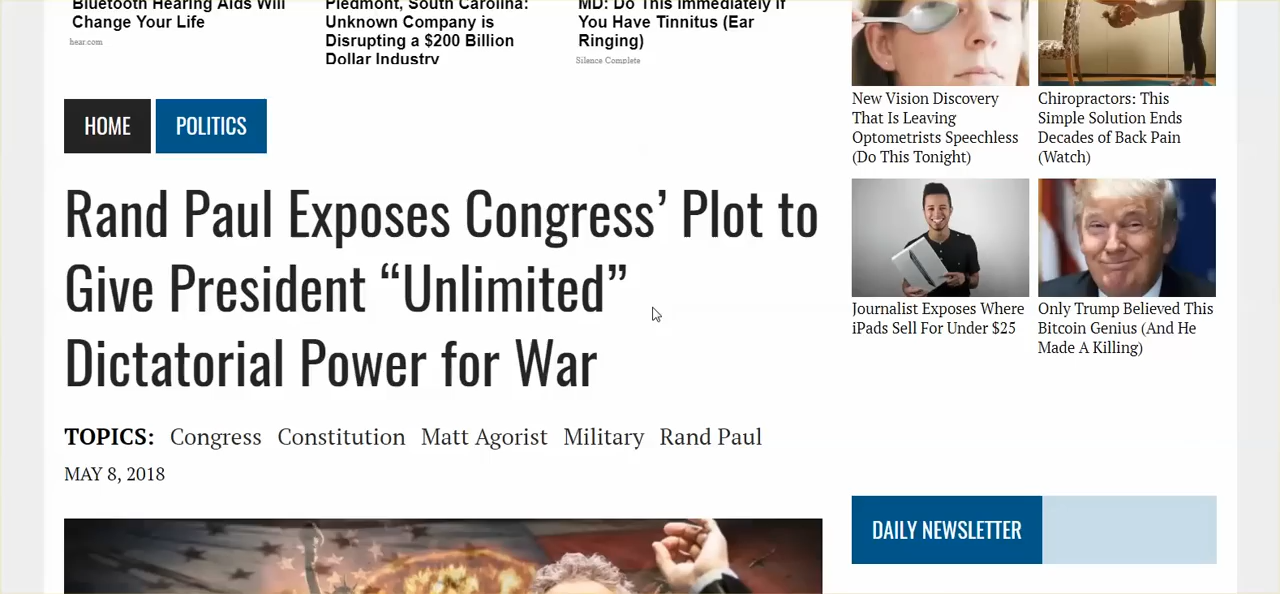 Bluetooth Hearing Aids Will
Change Your Life
hear.com
Piedmont, South Carolina:
Unknown Company is
Disrupting a $200 Billion
Dollar Industry
MD: Do This Immediately if
You Have Tinnitus (Ear
Ringing)
Silence Complete
HOME
POLITICS
Rand Paul Exposes Congress’ Plot to
Give President “Unlimited”
Dictatorial Power for War
TOPICS: Congress Constitution Matt Agorist Military Rand Paul
MAY 8, 2018
New Vision Discovery
That Is Leaving
Optometrists Speechless
(Do This Tonight)
Chiropractors: This
Simple Solution Ends
Decades of Back Pain
(Watch)
Journalist Exposes Where
iPads Sell For Under $25
Only Trump Believed This
Bitcoin Genius (And He
Made A Killing)
DAILY NEWSLETTER